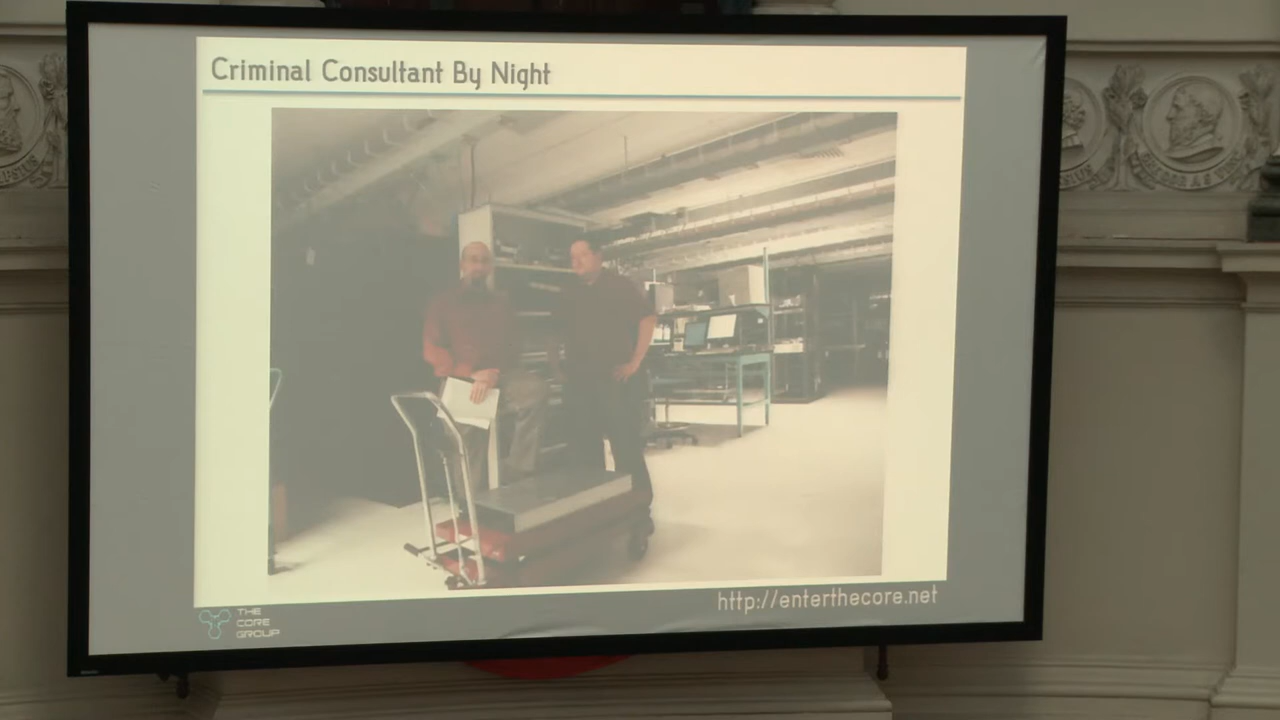 Criminal Consultant By Night
http://enterthecore.net
THE
CORE
GROUP